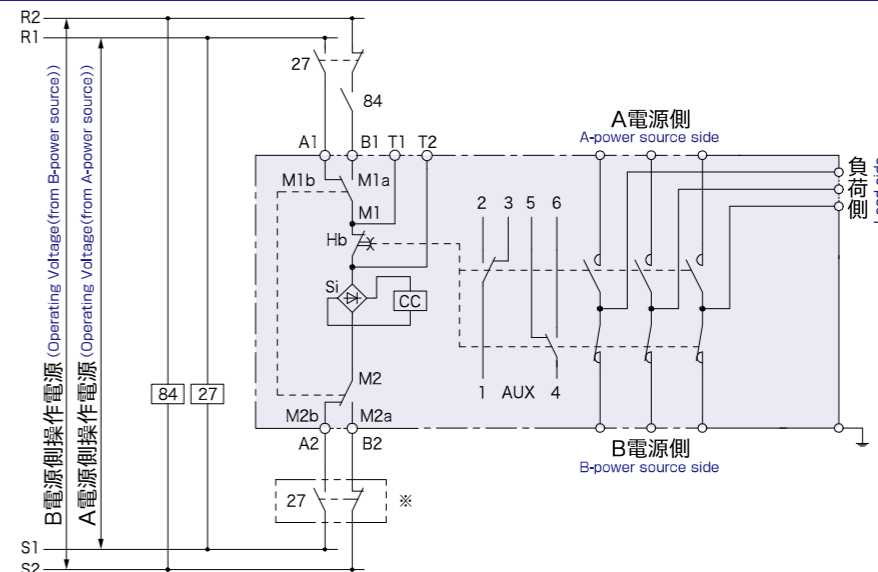 R2
R1
B電源側操作電源 (Operating Voltage(from B-power source))
A電源側操作電源 (Operating Voltage(from A-power source))
84
27
27
84
A1
B1
T1
T2
M1b
M1a
M1
Hb
Si
CC
M2
M2b
M2a
A2
B2
27
※
2
3
5
6
1
AUX
4
A電源側
A-power source side
負荷側
Load side
B電源側
B-power source side
S1
S2